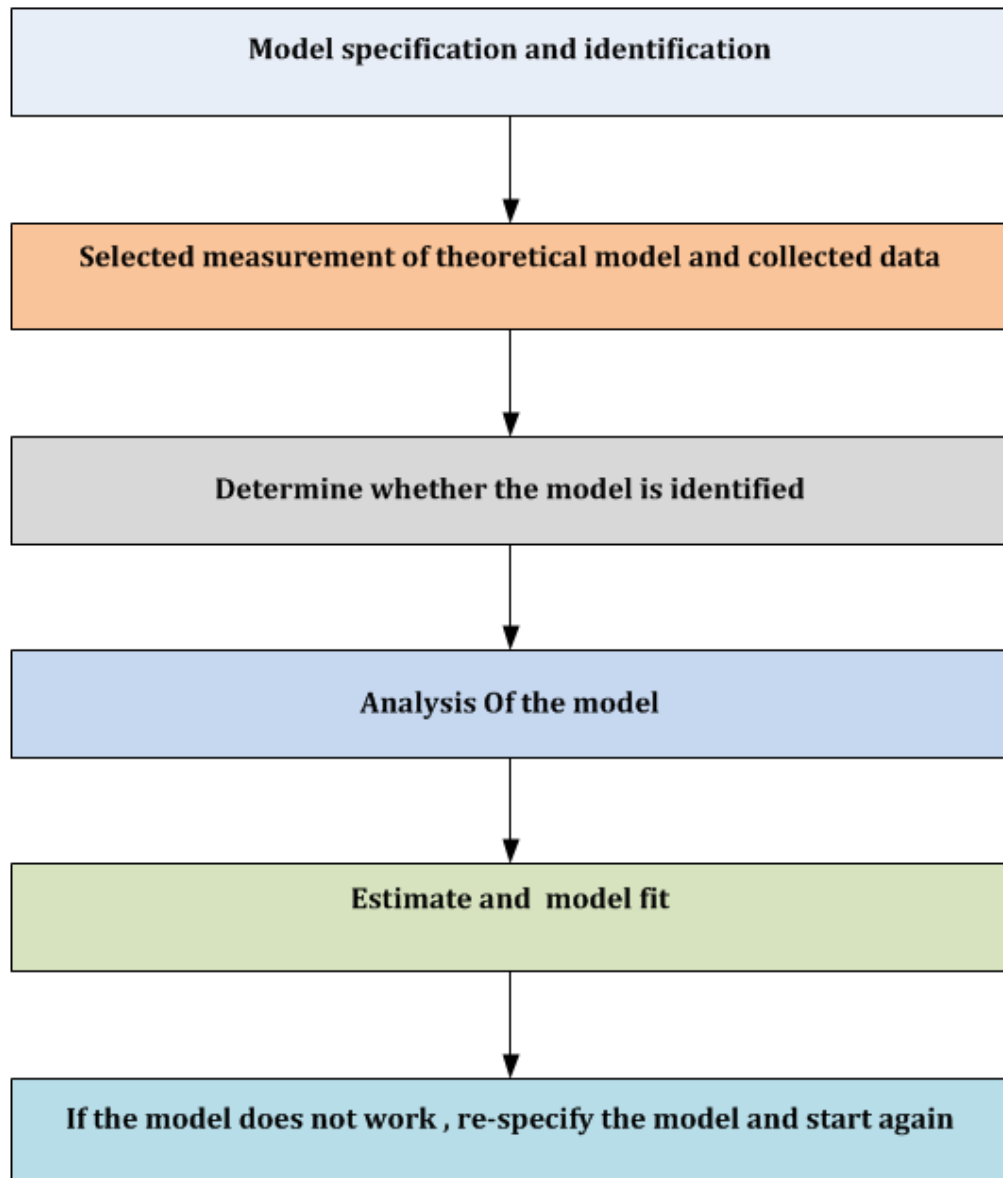 Model specification and identification
Selected measurement of theoretical model and collected data
Determine whether the model is identified
Analysis Of the model
Estimate and  model fit
If the model does not work , re-specify the model and start again